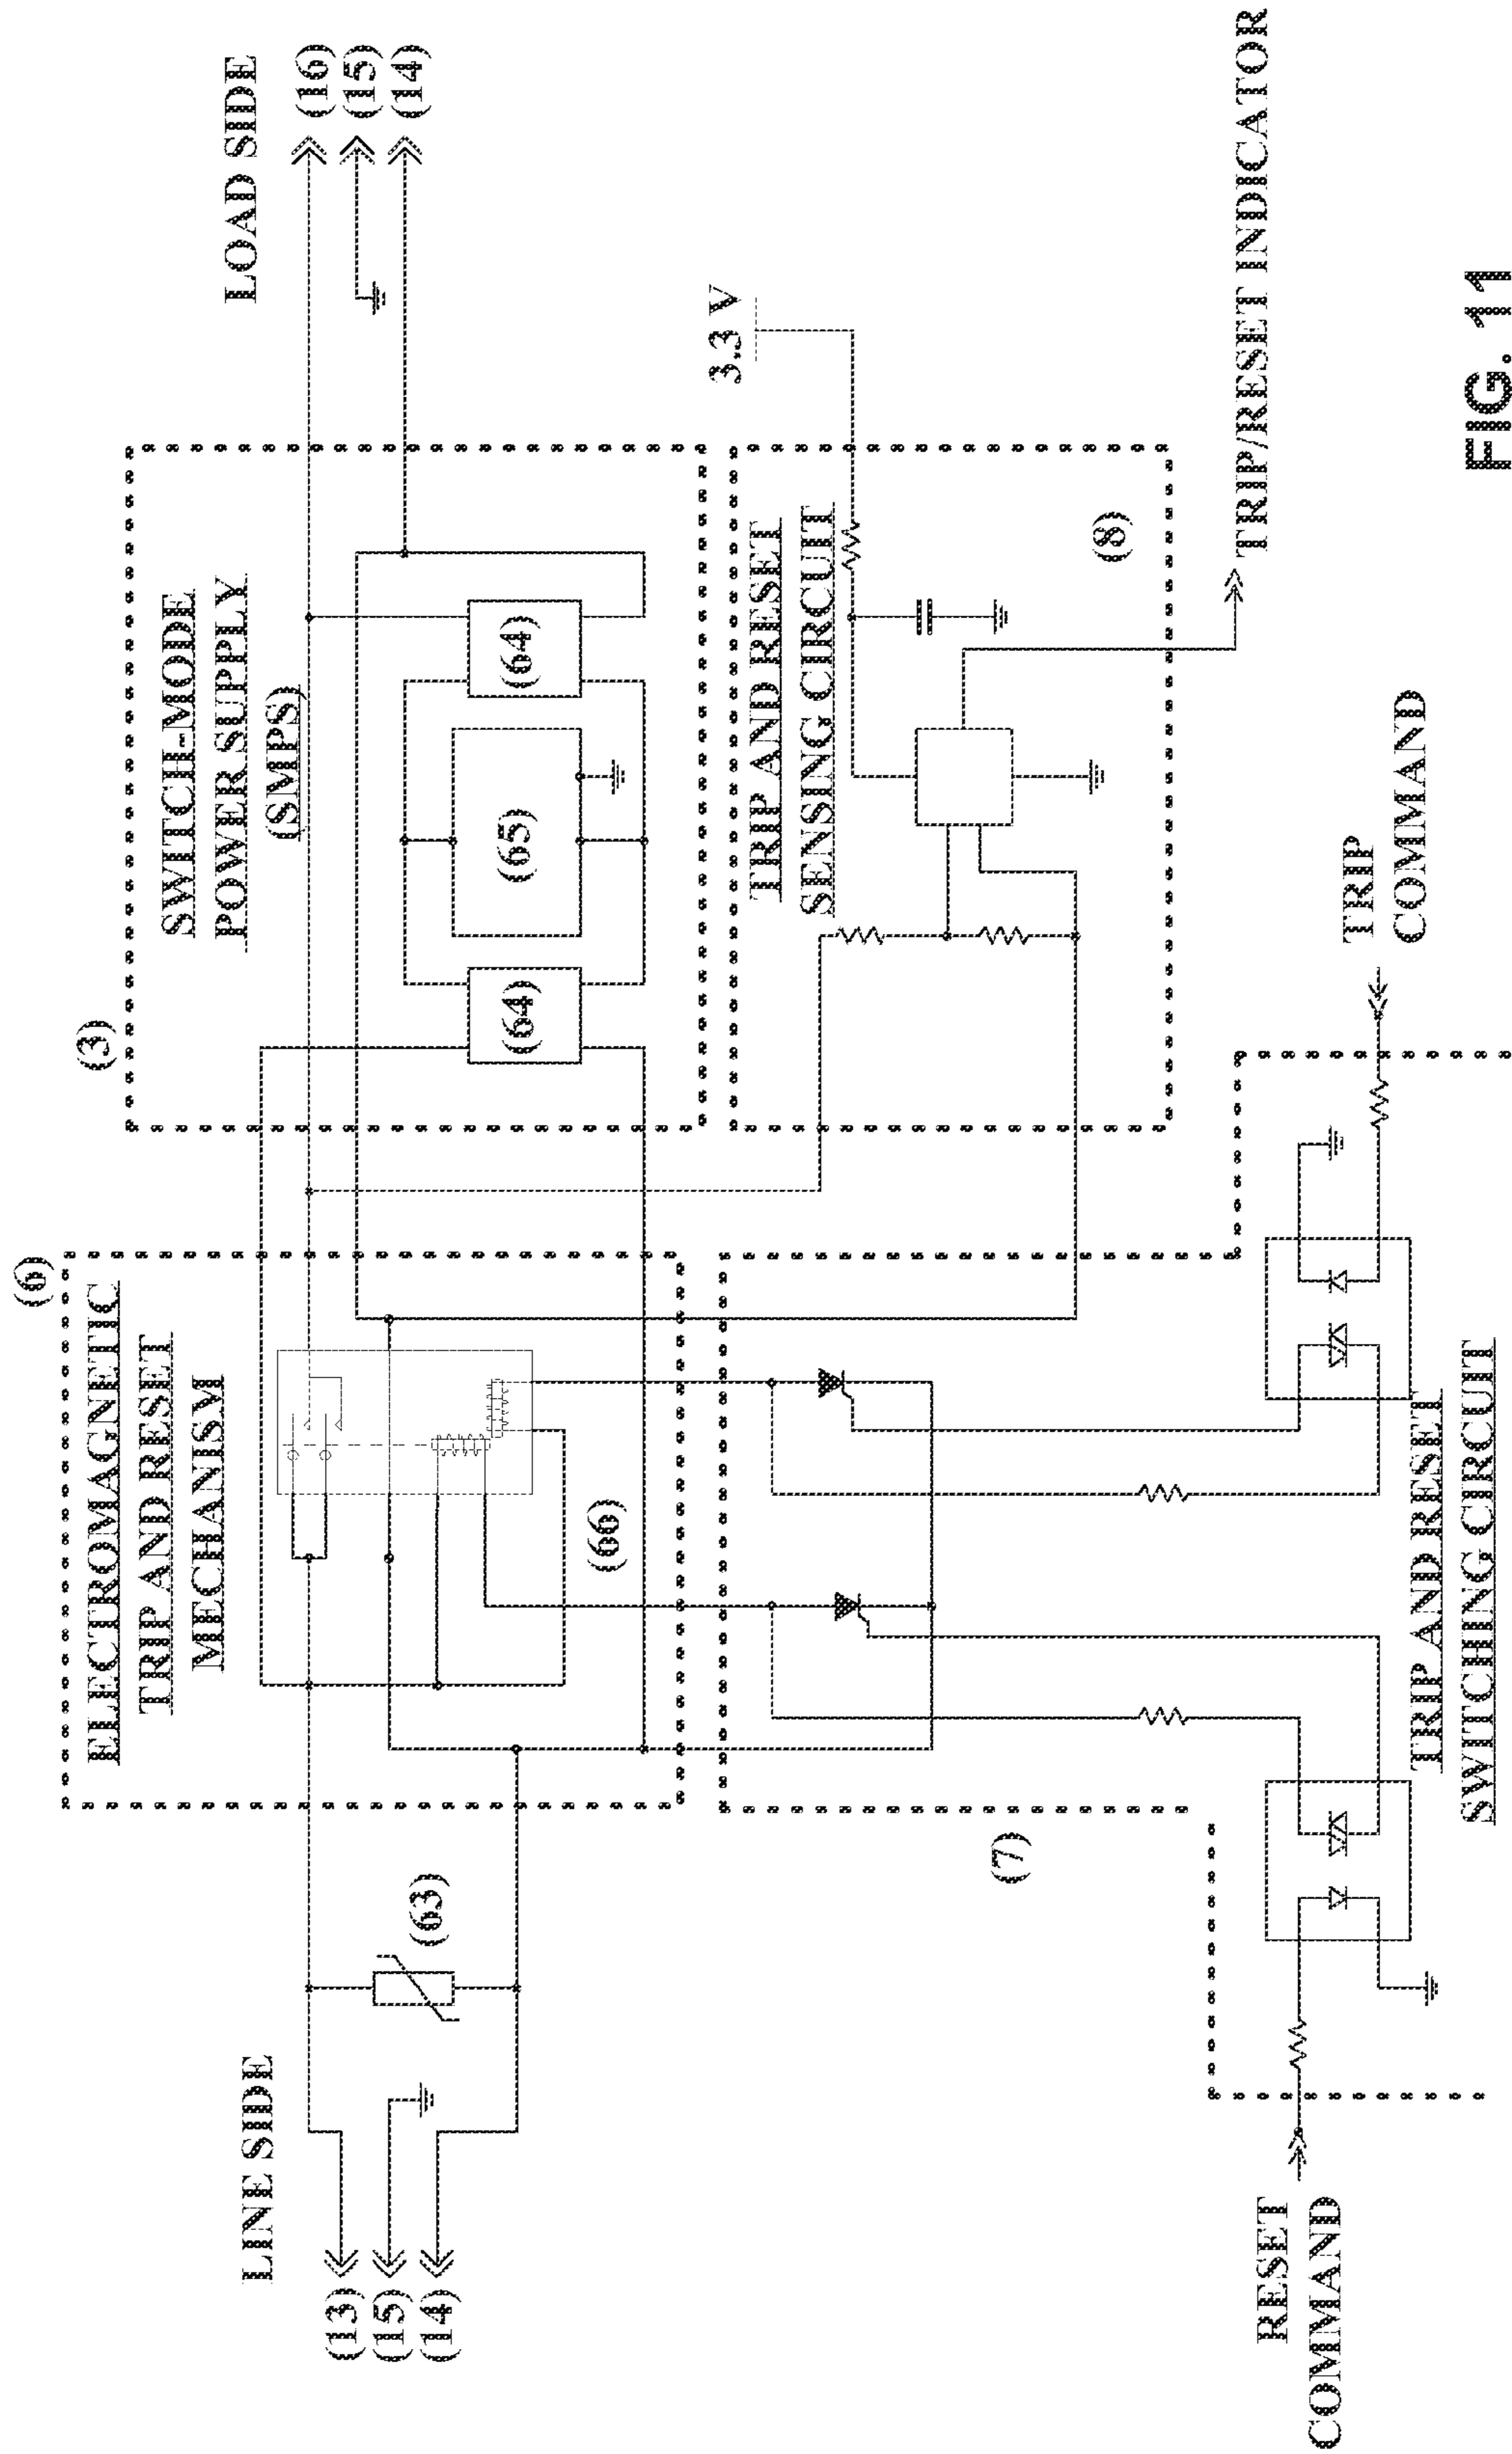 LINE SIDE
(13)
(15)
(14)
(63)
(6)
ELECTROMAGNETIC
TRIP AND RESET
MECHANISM
(66)
(3)
SWITCH-MODE
POWER SUPPLY
(SMPS)
(64)
(65)
(64)
LOAD SIDE
(16)
(15)
(14)
3.3 V
TRIP AND RESET
SENSING CIRCUIT
(8)
TRIP/RESET INDICATOR
(7)
RESET
COMMAND
TRIP
COMMAND
TRIP AND RESET
SWITCHING CIRCUIT
FIG. 11